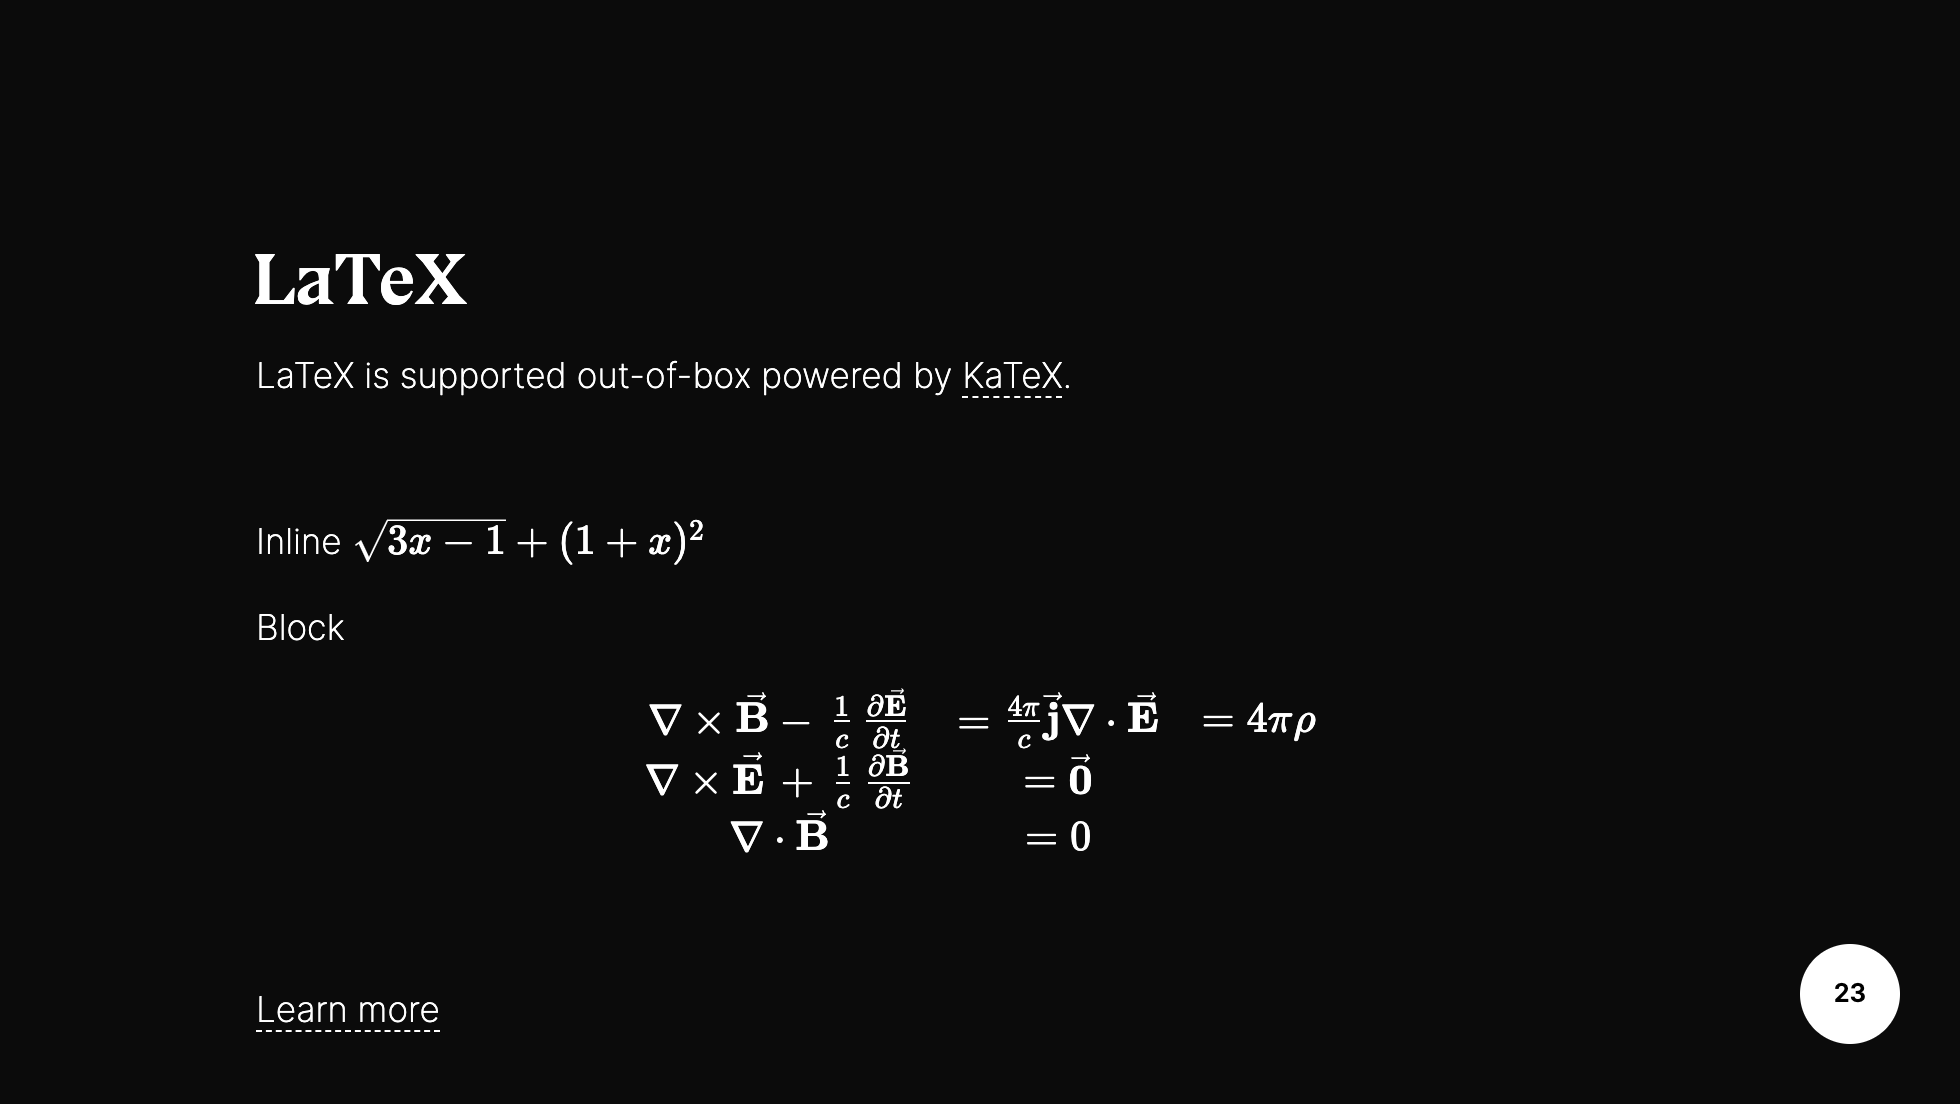 LaTeX
LaTeX is supported out-of-box powered by KaTeX.
Inline $\sqrt{3x-1}+(1+x)^2$
Block
$\nabla \times \vec{\mathbf{B}} - \frac{1}{c} \frac{\partial\vec{\mathbf{E}}}{\partial t} = \frac{4\pi}{c}\vec{\mathbf{j}} \nabla \cdot \vec{\mathbf{E}} = 4 \pi \rho$
$\nabla \times \vec{\mathbf{E}} + \frac{1}{c} \frac{\partial\vec{\mathbf{B}}}{\partial t} = \vec{\mathbf{0}}$
$\nabla \cdot \vec{\mathbf{B}} = 0$
Learn more
23